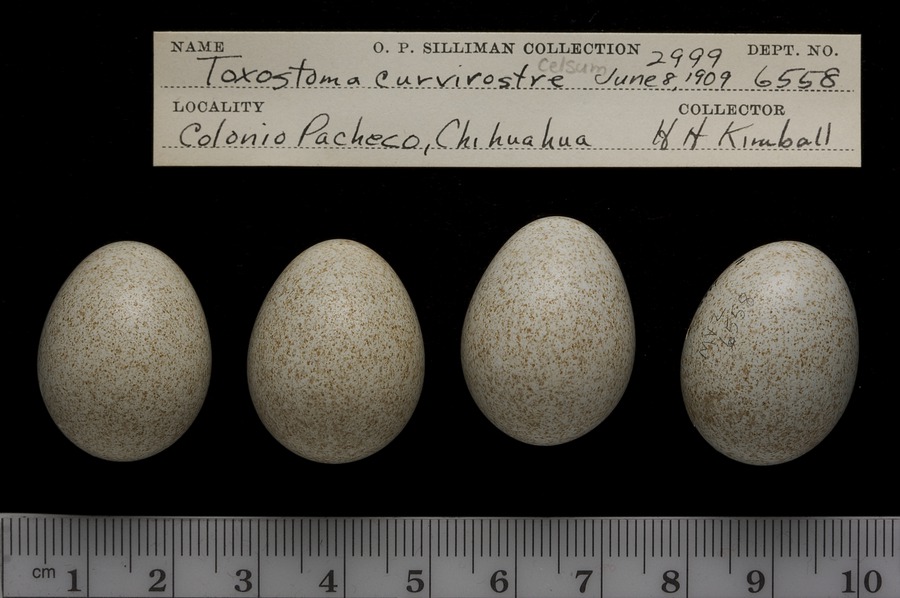 NAME O. P. SILLIMAN COLLECTION 2999 DEPT. NO.
Toxostoma curvirostre celsum June 8, 1909 6558
LOCALITY COLLECTOR
Colonio Pacheco, Chihuahua H H Kimball
6558
cm 1 2 3 4 5 6 7 8 9 10